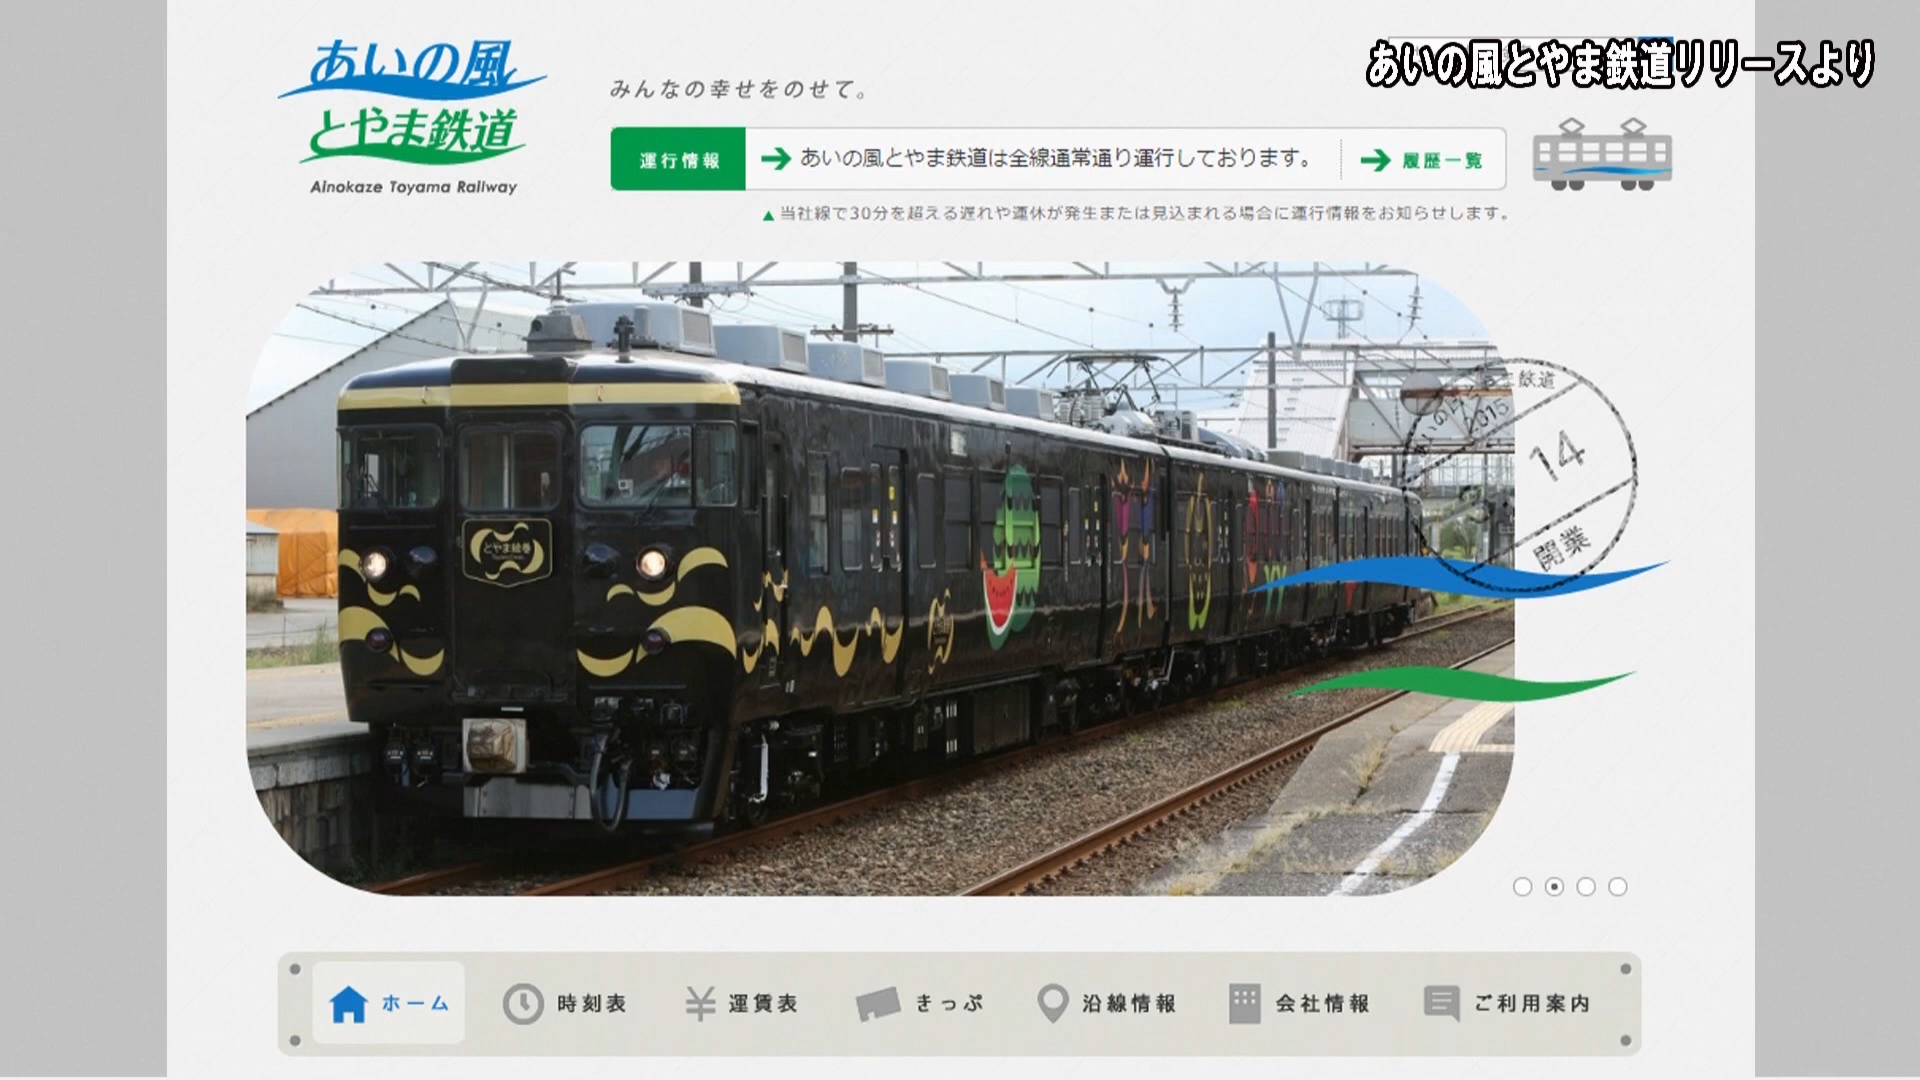 あいの風とやま鉄道リリースより
あいの風
とやま鉄道
Ainokaze Toyama Railway
みんなの幸せをのせて。
運行情報
あいの風とやま鉄道は全線通常通り運行しております。
履歴一覧
▲当社線で30分を超える遅れや運休が発生または見込まれる場合に運行情報をお知らせします。
とやま絵巻
鉄道
2015
14
開業
ホーム
時刻表
運賃表
きっぷ
沿線情報
会社情報
ご利用案内